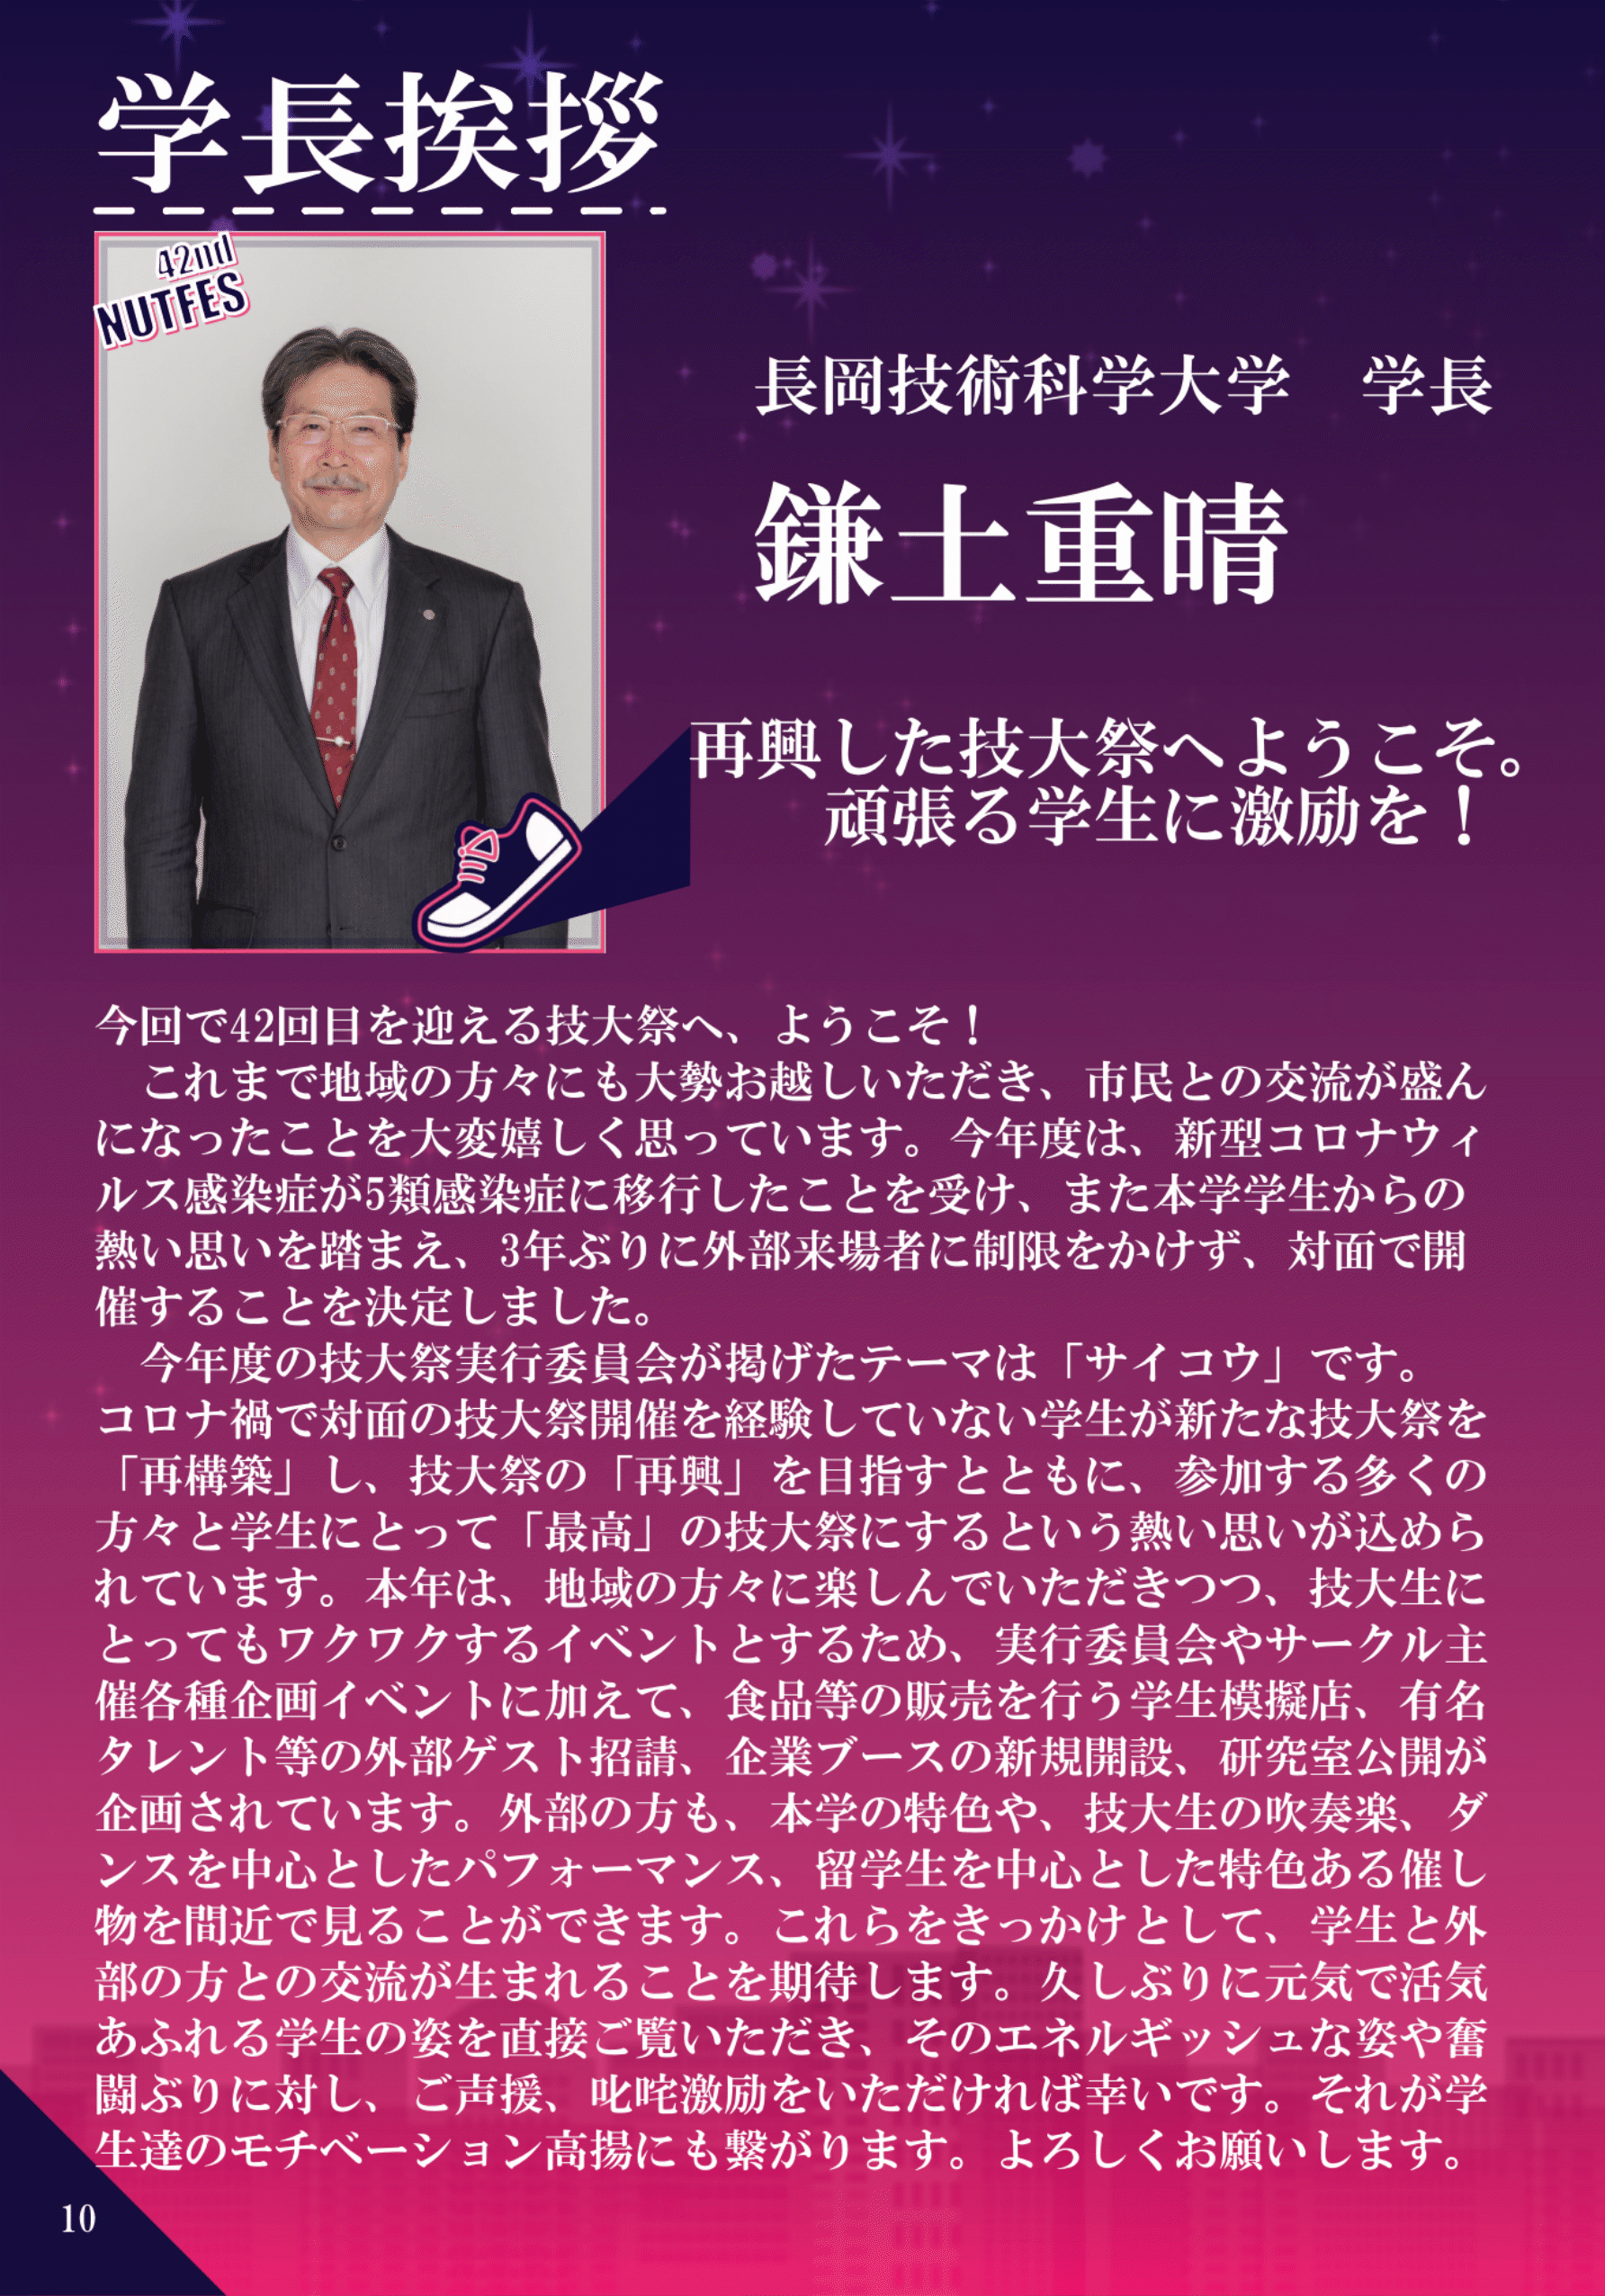 学長挨拶
42nd
NUTFES
長岡技術科学大学　学長
鎌土重晴
再興した技大祭へようこそ。
頑張る学生に激励を！
今回で42回目を迎える技大祭へ、ようこそ！
　これまで地域の方々にも大勢お越しいただき、市民との交流が盛ん
になったことを大変嬉しく思っています。今年度は、新型コロナウィ
ルス感染症が5類感染症に移行したことを受け、また本学学生からの
熱い思いを踏まえ、3年ぶりに外部来場者に制限をかけず、対面で開
催することを決定しました。
　今年度の技大祭実行委員会が掲げたテーマは「サイコウ」です。
コロナ禍で対面の技大祭開催を経験していない学生が新たな技大祭を
「再構築」し、技大祭の「再興」を目指すとともに、参加する多くの
方々と学生にとって「最高」の技大祭にするという熱い思いが込めら
れています。本年は、地域の方々に楽しんでいただきつつ、技大生に
とってもワクワクするイベントとするため、実行委員会やサークル主
催各種企画イベントに加えて、食品等の販売を行う学生模擬店、有名
タレント等の外部ゲスト招請、企業ブースの新規開設、研究室公開が
企画されています。外部の方も、本学の特色や、技大生の吹奏楽、ダ
ンスを中心としたパフォーマンス、留学生を中心とした特色ある催し
物を間近で見ることができます。これらをきっかけとして、学生と外
部の方との交流が生まれることを期待します。久しぶりに元気で活気
あふれる学生の姿を直接ご覧いただき、そのエネルギッシュな姿や奮
闘ぶりに対し、ご声援、叱咤激励をいただければ幸いです。それが学
生達のモチベーション高揚にも繋がります。よろしくお願いします。
10